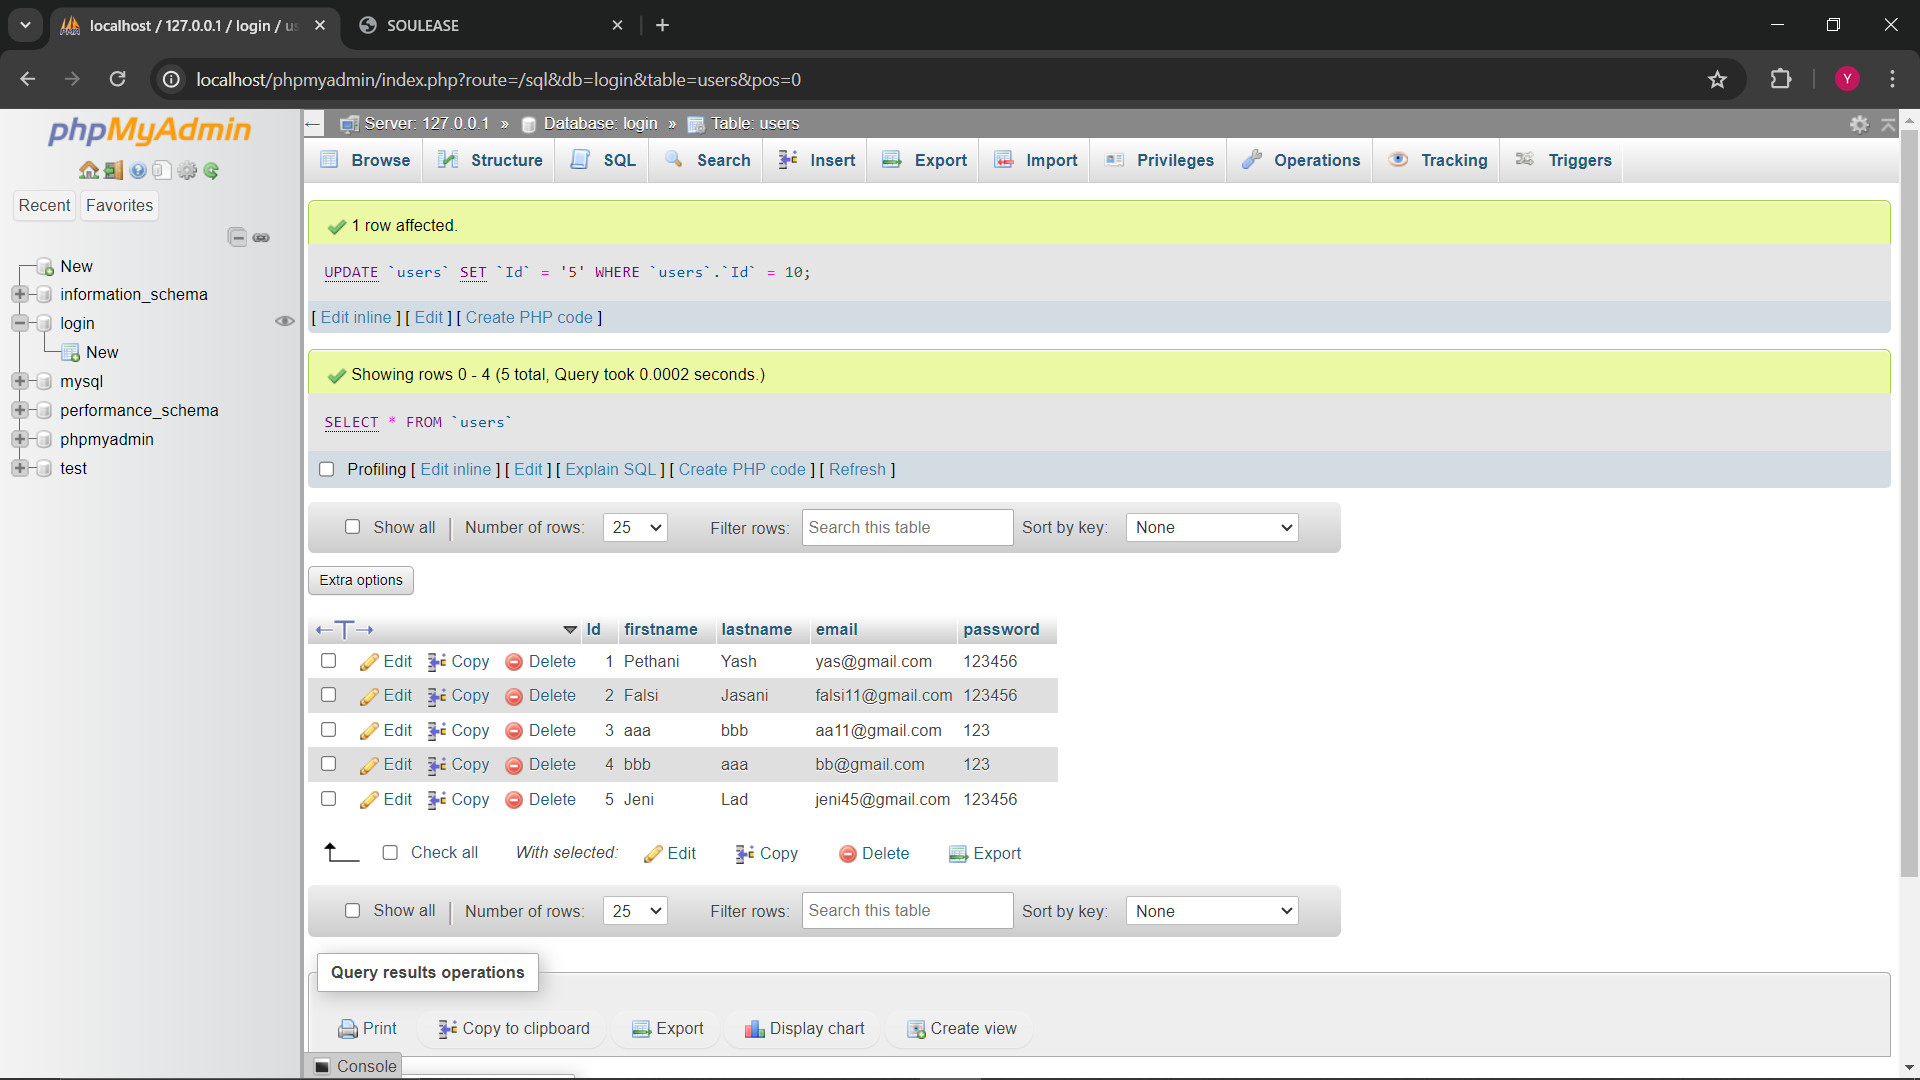 localhost / 127.0.0.1 / login / us
SOULEASE
localhost/phpmyadmin/index.php?route=/sql&db=login&table=users&pos=0
Y
phpMyAdmin
Recent Favorites
New
information_schema
login
New
mysql
performance_schema
phpmyadmin
test
Server: 127.0.0.1 » Database: login » Table: users
Browse Structure SQL Search Insert Export Import Privileges Operations Tracking Triggers
1 row affected.
UPDATE `users` SET `Id` = '5' WHERE `users`.`Id` = 10;
[ Edit inline ] [ Edit ] [ Create PHP code ]
Showing rows 0 - 4 (5 total, Query took 0.0002 seconds.)
SELECT * FROM `users`
Profiling [ Edit inline ] [ Edit ] [ Explain SQL ] [ Create PHP code ] [ Refresh ]
Show all | Number of rows: 25 Filter rows: Search this table Sort by key: None
Extra options
←T→ Id firstname lastname email password
Edit Copy Delete 1 Pethani Yash yas@gmail.com 123456
Edit Copy Delete 2 Falsi Jasani falsi11@gmail.com 123456
Edit Copy Delete 3 aaa bbb aa11@gmail.com 123
Edit Copy Delete 4 bbb aaa bb@gmail.com 123
Edit Copy Delete 5 Jeni Lad jeni45@gmail.com 123456
Check all With selected: Edit Copy Delete Export
Show all | Number of rows: 25 Filter rows: Search this table Sort by key: None
Query results operations
Print Copy to clipboard Export Display chart Create view
Console